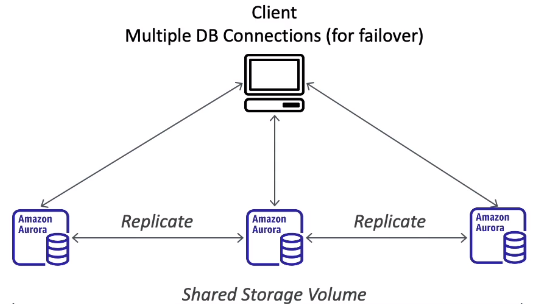 Client
Multiple DB Connections (for failover)
Amazon
Aurora
Replicate
Amazon
Aurora
Replicate
Amazon
Aurora
Shared Storage Volume